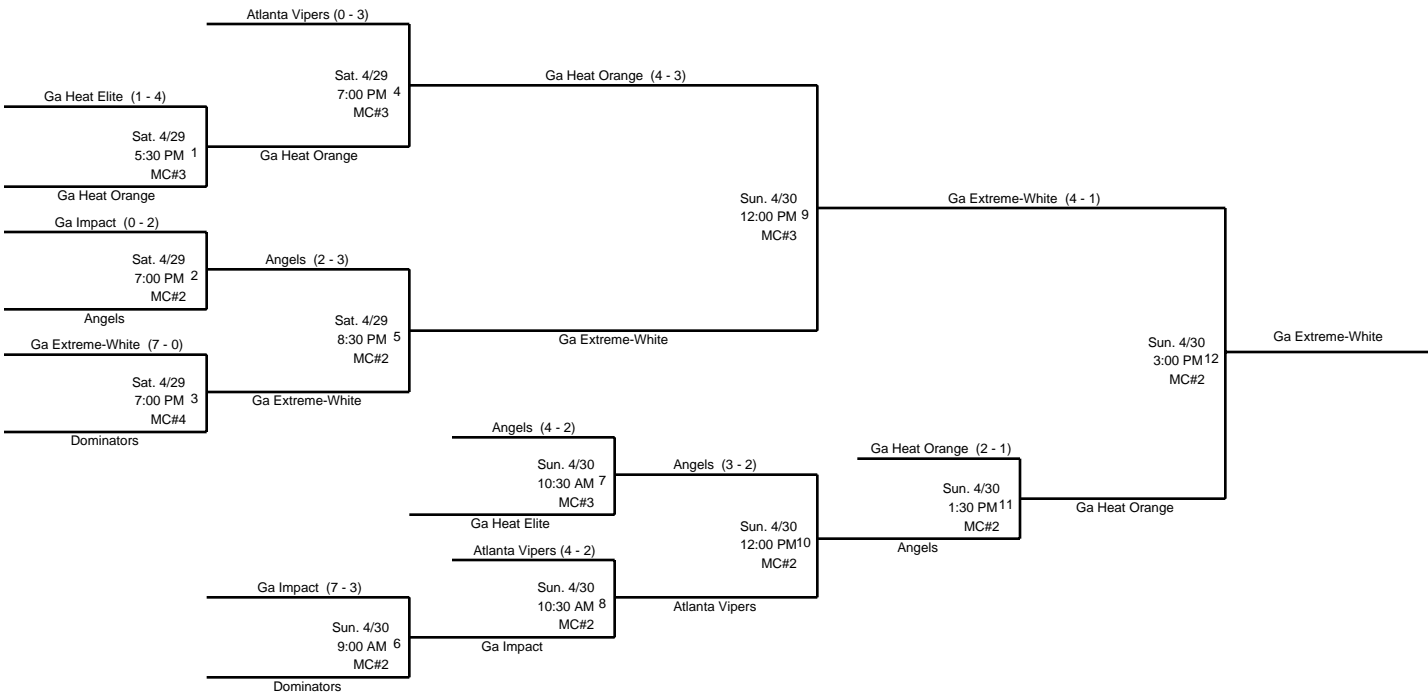 Atlanta Vipers (0 - 3)
Sat. 4/29
7:00 PM 4
MC#3
Ga Heat Orange (4 - 3)
Ga Heat Elite (1 - 4)
Sat. 4/29
5:30 PM 1
MC#3
Ga Heat Orange
Ga Heat Orange
Ga Impact (0 - 2)
Sat. 4/29
7:00 PM 2
MC#2
Angels
Angels (2 - 3)
Sat. 4/29
8:30 PM 5
MC#2
Ga Extreme-White (7 - 0)
Sat. 4/29
7:00 PM 3
MC#4
Dominators
Ga Extreme-White
Ga Extreme-White
Sun. 4/30
12:00 PM 9
MC#3
Ga Extreme-White (4 - 1)
Sun. 4/30
3:00 PM 12
MC#2
Ga Extreme-White
Angels (4 - 2)
Sun. 4/30
10:30 AM 7
MC#3
Ga Heat Elite
Angels (3 - 2)
Sun. 4/30
12:00 PM 10
MC#2
Atlanta Vipers (4 - 2)
Sun. 4/30
10:30 AM 8
MC#2
Ga Impact
Atlanta Vipers
Ga Impact (7 - 3)
Sun. 4/30
9:00 AM 6
MC#2
Dominators
Ga Heat Orange (2 - 1)
Sun. 4/30
1:30 PM 11
MC#2
Angels
Ga Heat Orange